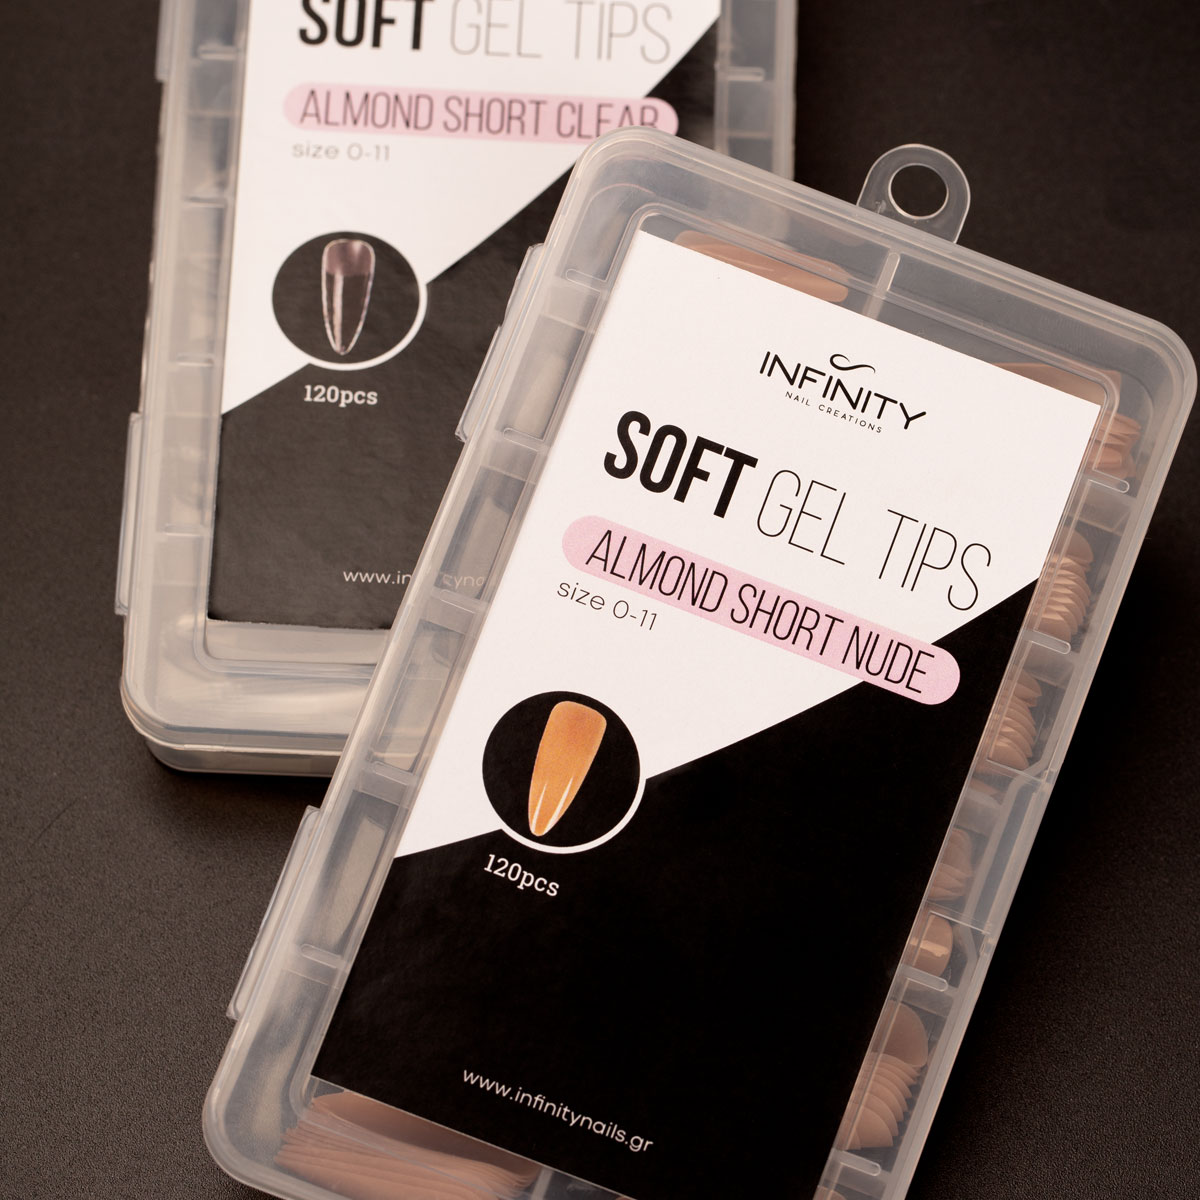 SOFT GEL TIPS
ALMOND SHORT CLEAR
size 0-11
120pcs
INFINITY
NAIL CREATIONS
SOFT GEL TIPS
ALMOND SHORT NUDE
size 0-11
120pcs
www.infinitynails.gr